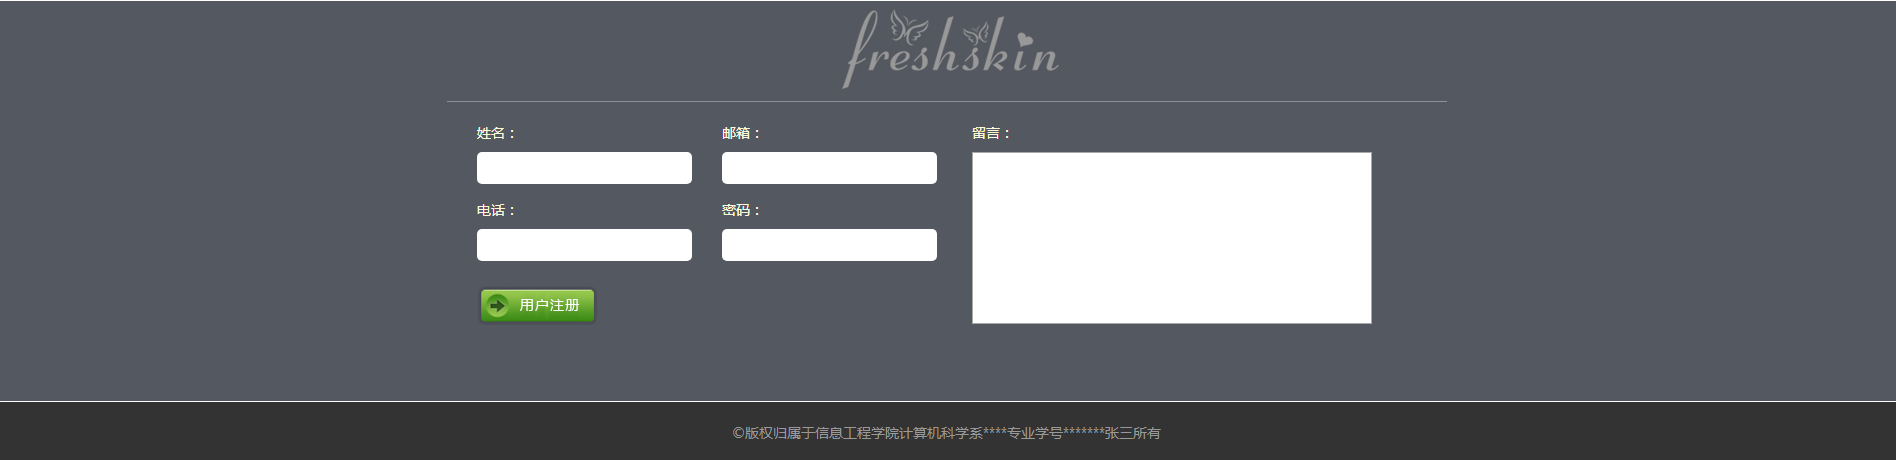 freshskin
姓名：
邮箱：
留言：
电话：
密码：
用户注册
©版权归属于信息工程学院计算机科学系****专业学号*******张三所有